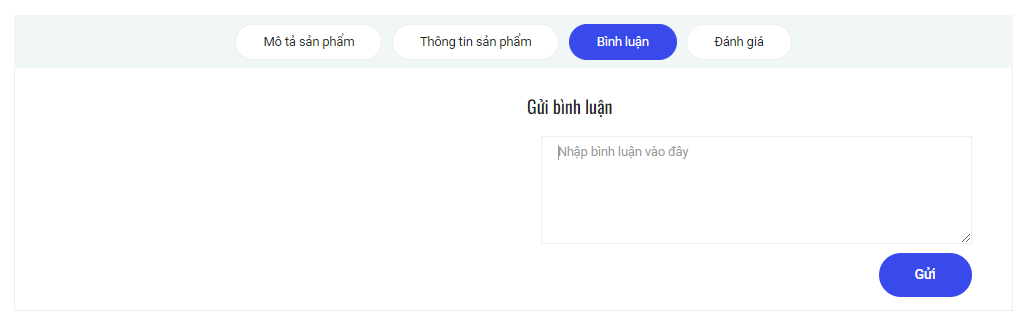 Mô tả sản phẩm Thông tin sản phẩm Bình luận Đánh giá
Gửi bình luận
Nhập bình luận vào đây
Gửi